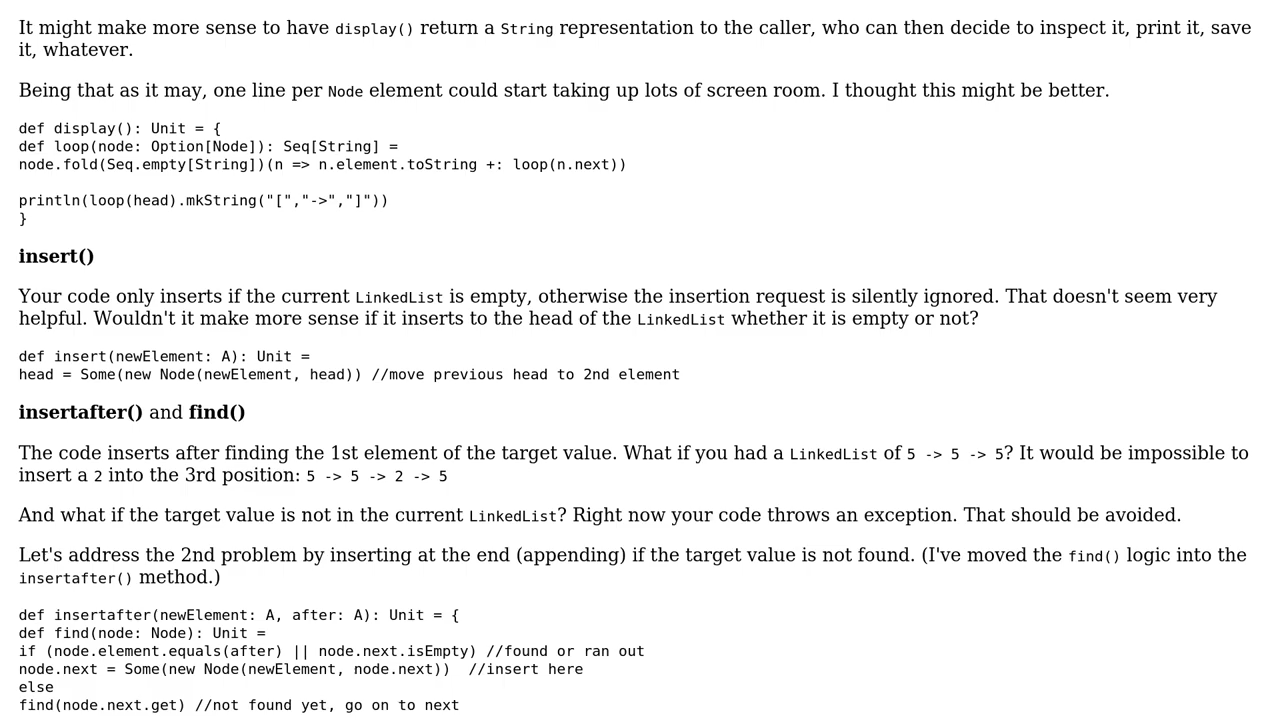 It might make more sense to have display() return a String representation to the caller, who can then decide to inspect it, print it, save
it, whatever.
Being that as it may, one line per Node element could start taking up lots of screen room. I thought this might be better.
def display(): Unit = {
def loop(node: Option[Node]): Seq[String] =
node.fold(Seq.empty[String])(n => n.element.toString +: loop(n.next))
println(loop(head).mkString("[","->","]"))
}
insert()
Your code only inserts if the current LinkedList is empty, otherwise the insertion request is silently ignored. That doesn't seem very
helpful. Wouldn't it make more sense if it inserts to the head of the LinkedList whether it is empty or not?
def insert(newElement: A): Unit =
head = Some(new Node(newElement, head)) //move previous head to 2nd element
insertafter() and find()
The code inserts after finding the 1st element of the target value. What if you had a LinkedList of 5 -> 5 -> 5? It would be impossible to
insert a 2 into the 3rd position: 5 -> 5 -> 2 -> 5
And what if the target value is not in the current LinkedList? Right now your code throws an exception. That should be avoided.
Let's address the 2nd problem by inserting at the end (appending) if the target value is not found. (I've moved the find() logic into the
insertafter() method.)
def insertafter(newElement: A, after: A): Unit = {
def find(node: Node): Unit =
if (node.element.equals(after) || node.next.isEmpty) //found or ran out
node.next = Some(new Node(newElement, node.next))  //insert here
else
find(node.next.get) //not found yet, go on to next